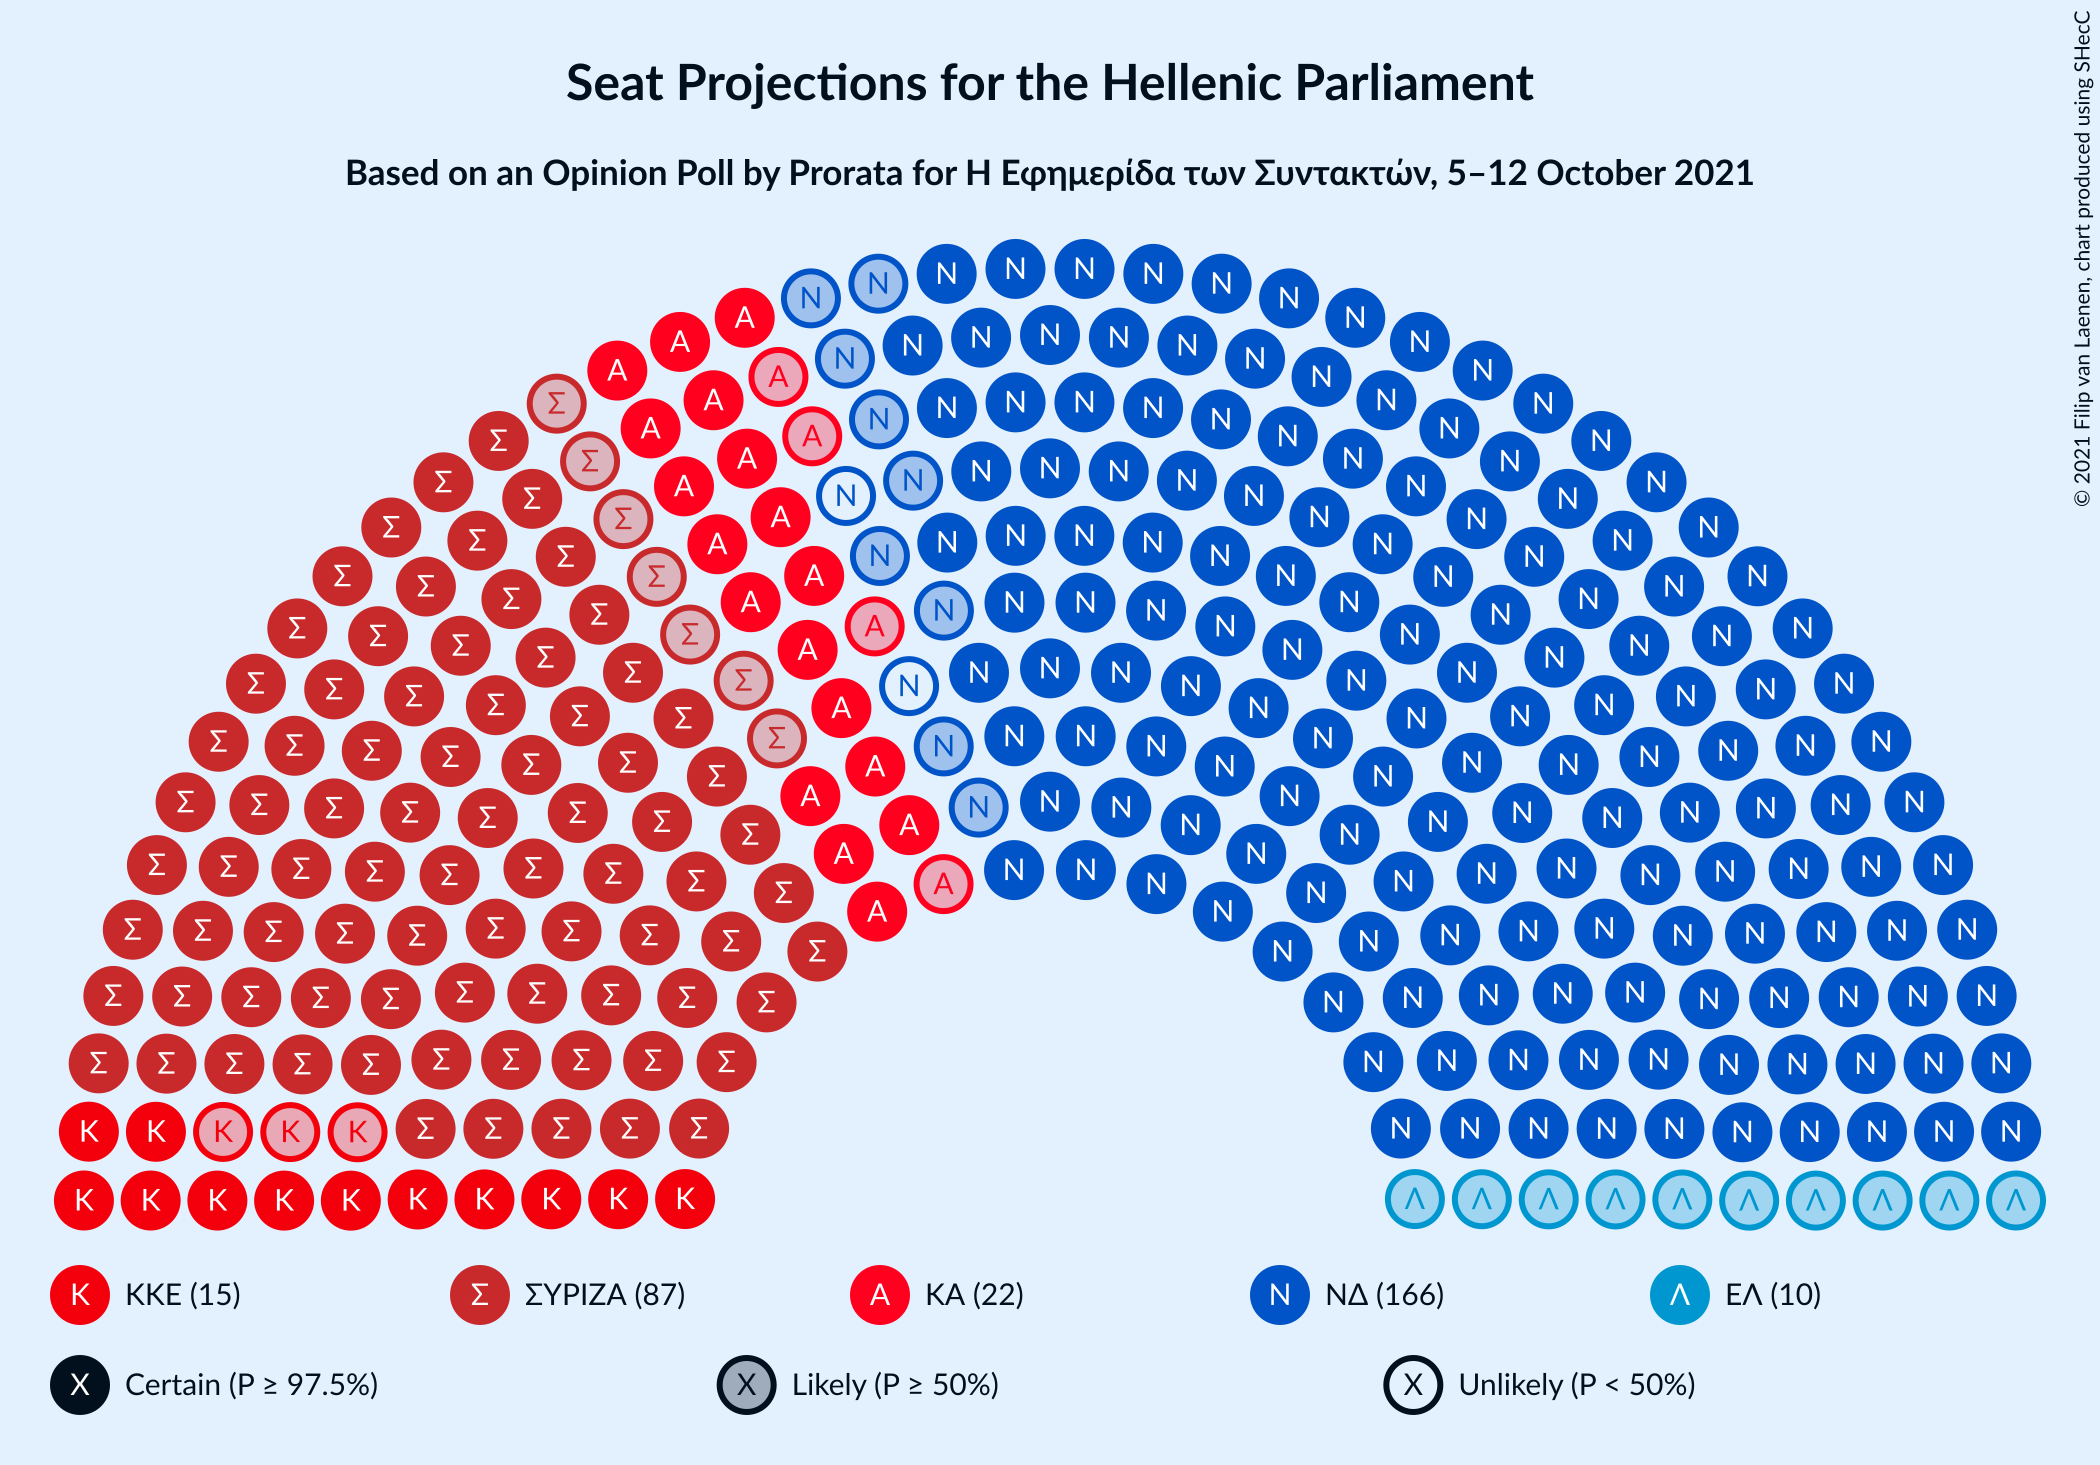 Seat Projections for the Hellenic Parliament
Based on an Opinion Poll by Prorata for Η Εφημερίδα των Συντακτών, 5–12 October 2021
© 2021 Filip van Laenen, chart produced using SHecC
Κ ΚΚΕ (15) Σ ΣΥΡΙΖΑ (87) Α ΚΑ (22) Ν ΝΔ (166) Λ ΕΛ (10)
X Certain (P ≥ 97.5%) X Likely (P ≥ 50%) X Unlikely (P < 50%)